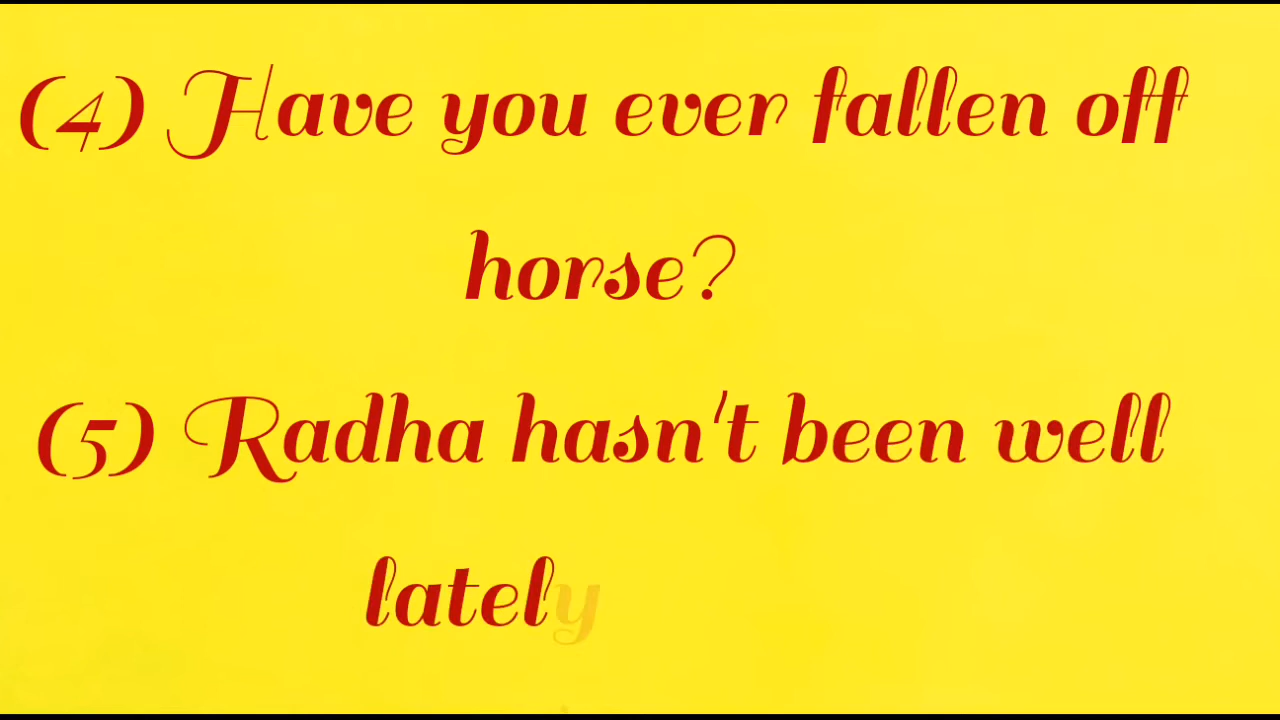 (4) Have you ever fallen off
horse?
(5) Radha hasn't been well
lately